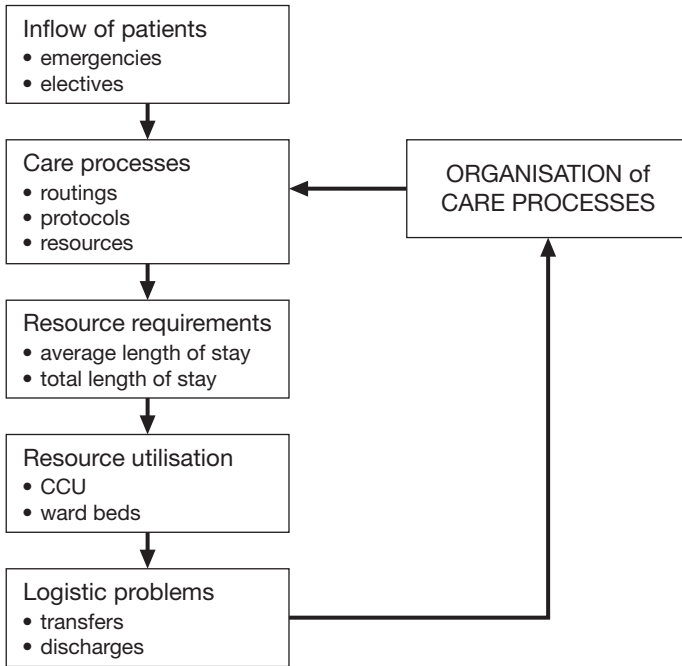 Inflow of patients
• emergencies
• electives
Care processes
• routings
• protocols
• resources
ORGANISATION of
CARE PROCESSES
Resource requirements
• average length of stay
• total length of stay
Resource utilisation
• CCU
• ward beds
Logistic problems
• transfers
• discharges